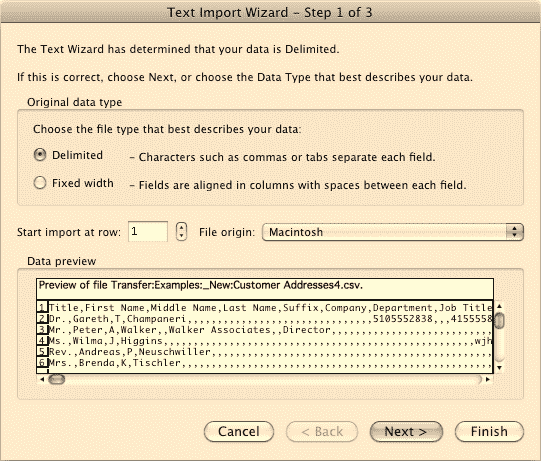 Text Import Wizard – Step 1 of 3
The Text Wizard has determined that your data is Delimited.
If this is correct, choose Next, or choose the Data Type that best describes your data.
Original data type
Choose the file type that best describes your data:
Delimited – Characters such as commas or tabs separate each field.
Fixed width – Fields are aligned in columns with spaces between each field.
Start import at row: 1 File origin: Macintosh
Data preview
Preview of file Transfer:Examples:_New:Customer Addresses4.csv.
1 Title,First Name,Middle Name,Last Name,Suffix,Company,Department,Job Title
2 Dr.,Gareth,T,Champaneri,,,,,,,,,,,,,,,,,,,,,,,,,5105552838,,,4155558
3 Mr.,Peter,A,Walker,,Walker Associates,,Director,,,,,,,,,,,,,,,,,,,,,,
4 Ms.,Wilma,J,Higgins,,,,,,,,,,,,,,,,,,,,,,,,,,,,,,,,,,,,,,,,,,,,,,,wjh
5 Rev.,Andreas,P,Neuschwiller,,,,,,,,,,,,,,,,,,,,,,,,,,,,,,,,,,,,,,,,,,
6 Mrs.,Brenda,K,Tischler,,,,,,,,,,,,,,,,,,,,,,,,,,,,,,,,,,,,,,,,,,,,,,,
Cancel < Back Next > Finish